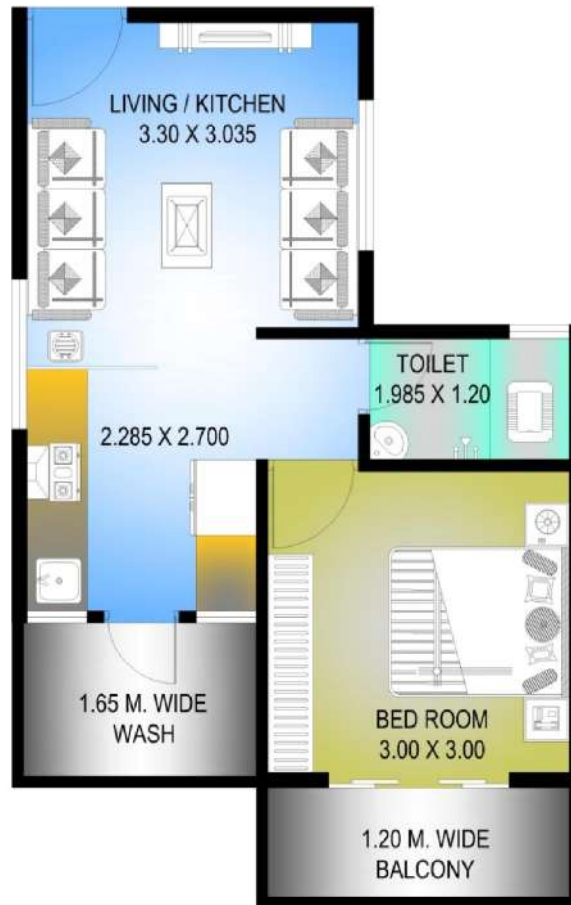 LIVING / KITCHEN
3.30 X 3.035
TOILET
1.985 X 1.20
2.285 X 2.700
1.65 M. WIDE
WASH
BED ROOM
3.00 X 3.00
1.20 M. WIDE
BALCONY